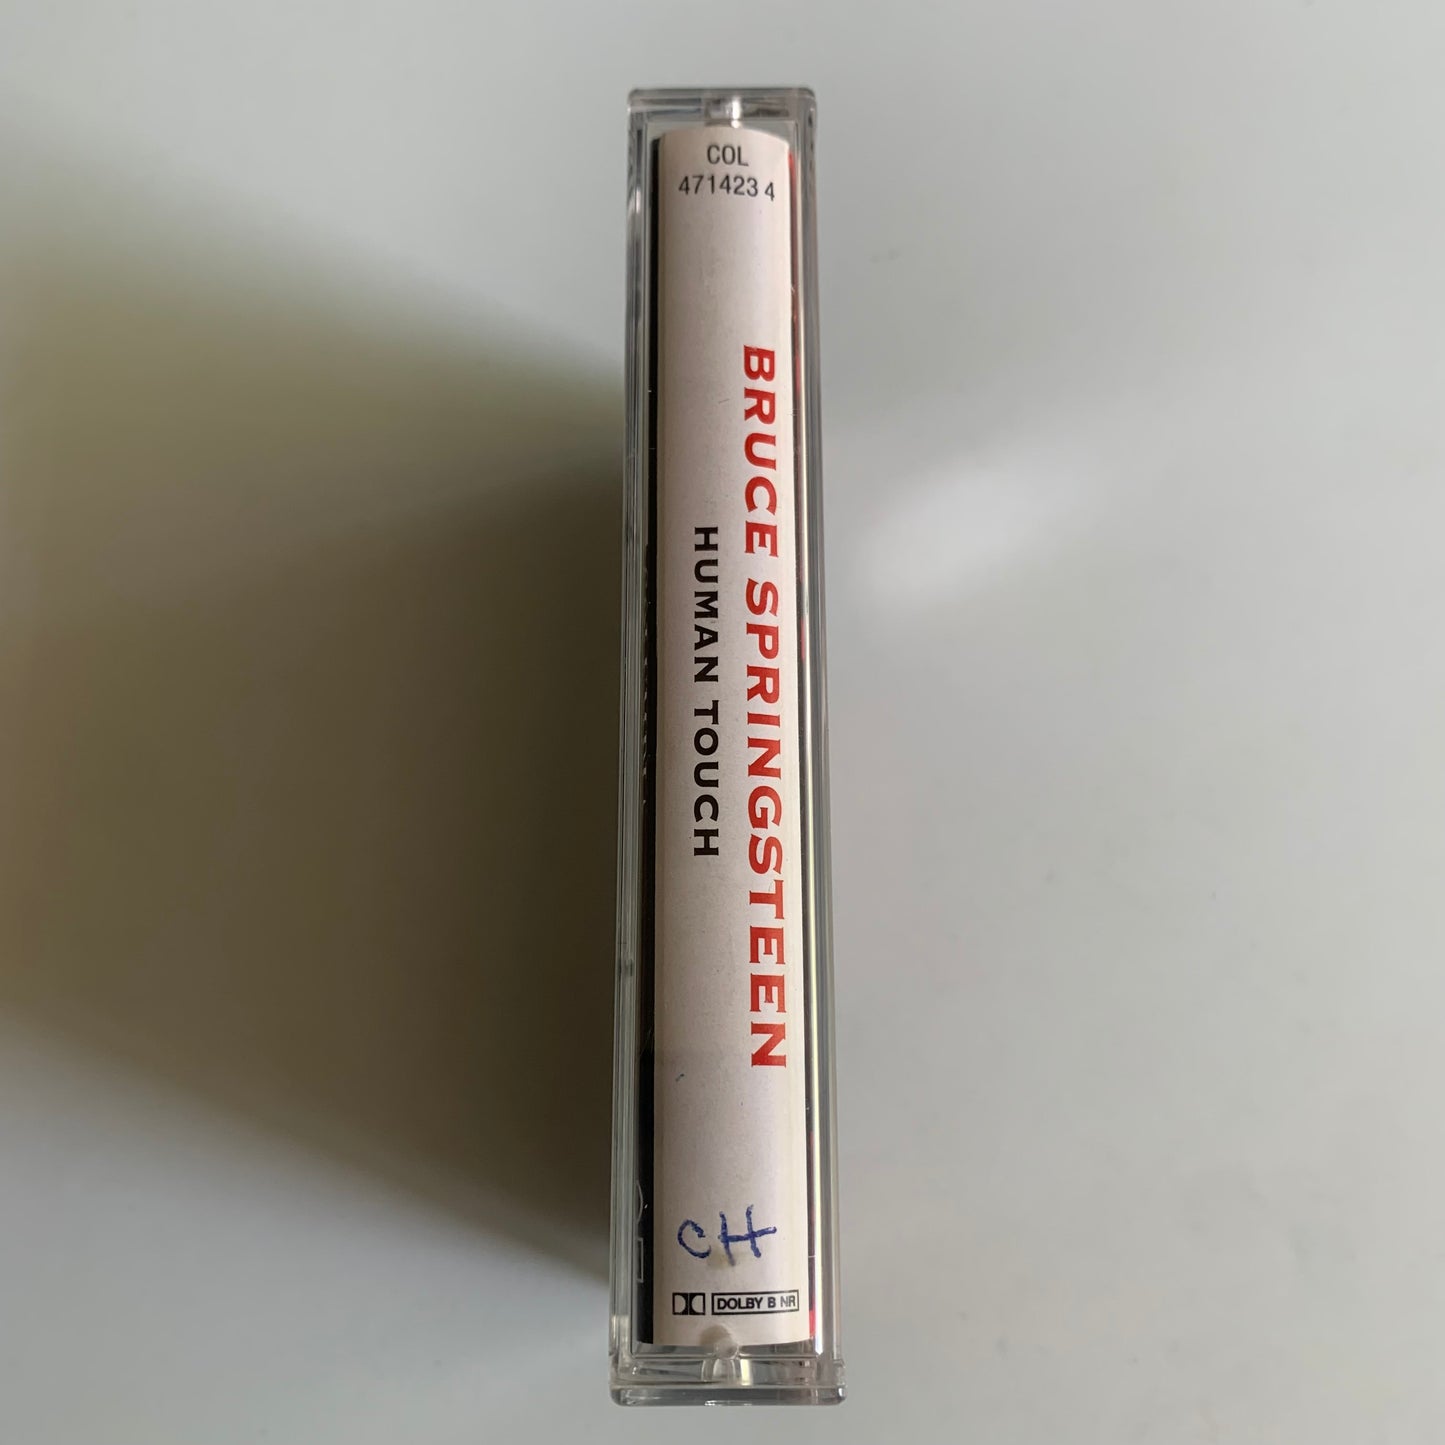 COL
471423 4
BRUCE SPRINGSTEEN
HUMAN TOUCH
CH
DOLBY B NR